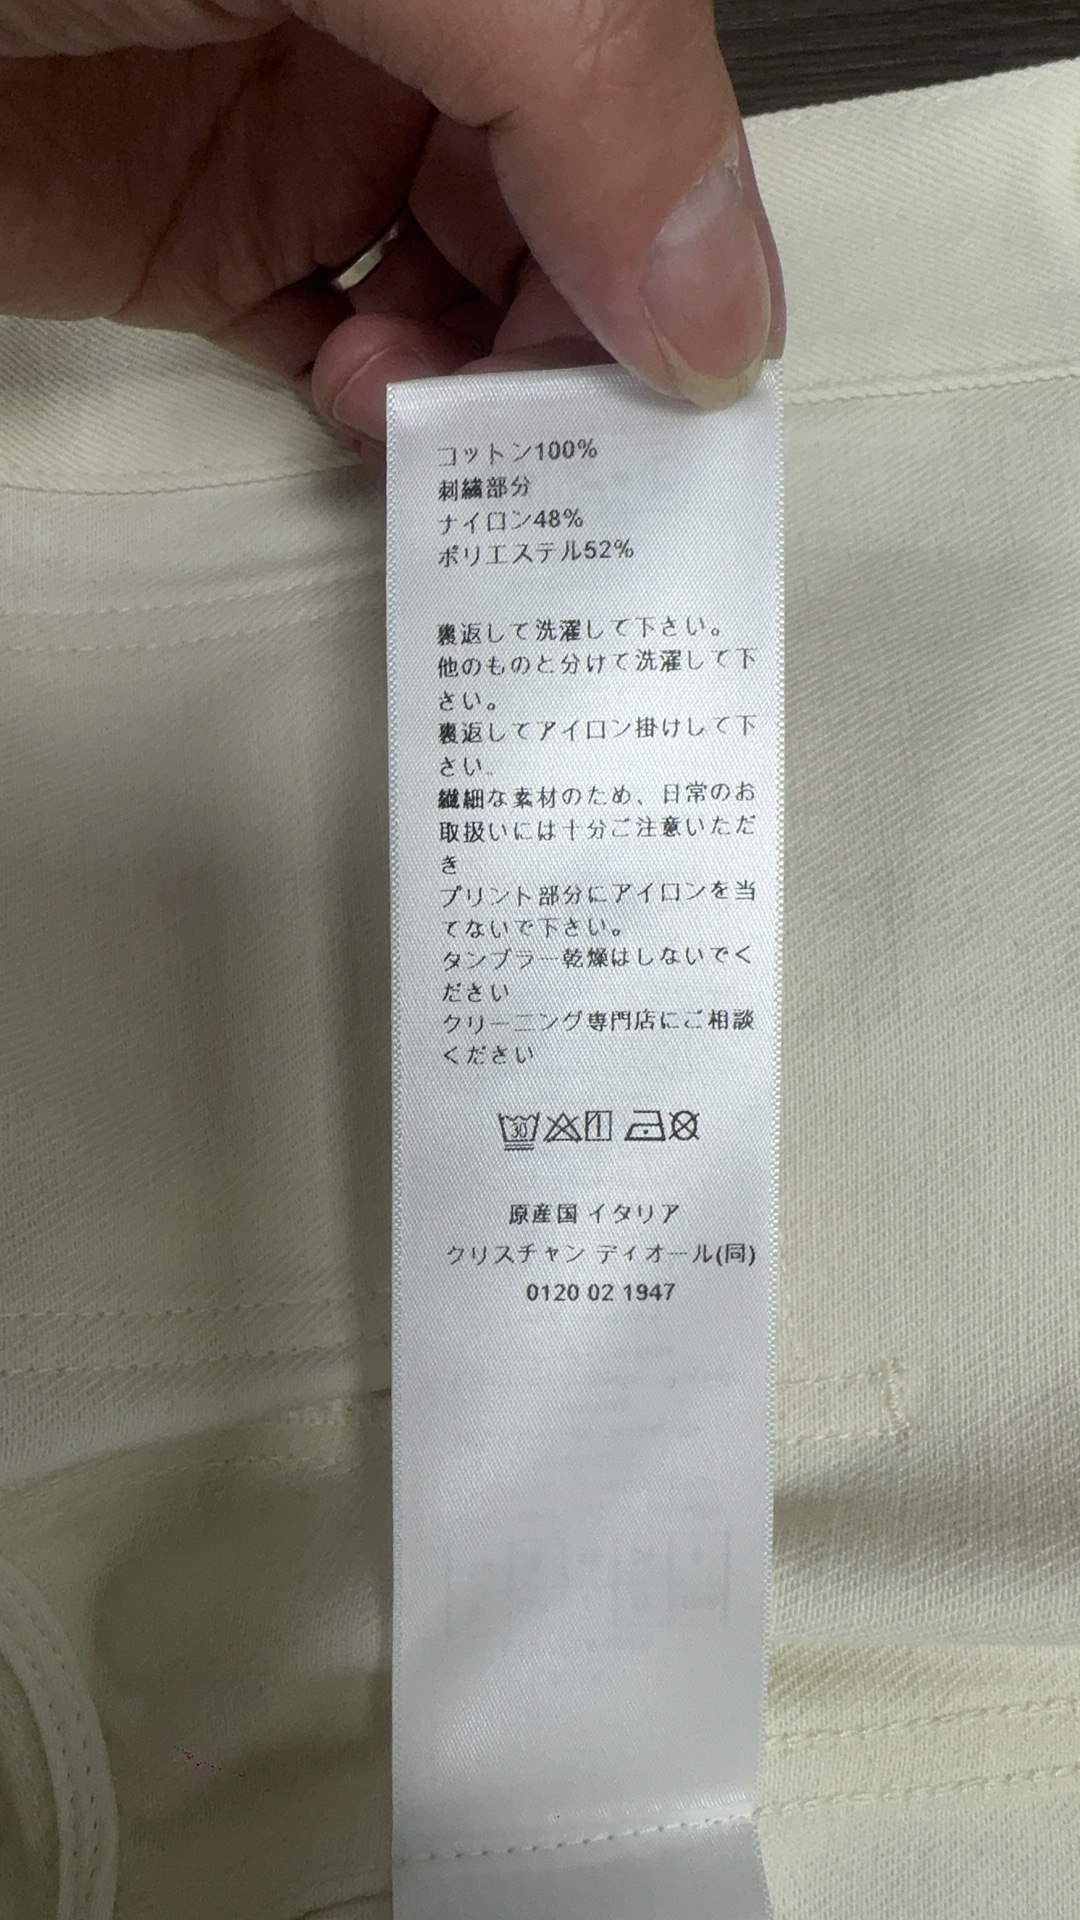 コットン100%
刺繍部分
ナイロン48%
ポリエステル52%
裏返して洗濯して下さい。
他のものと分けて洗濯して下
さい。
裏返してアイロン掛けして下
さい。
繊細な素材のため、日常のお
取扱いには十分ご注意いただ
き
プリント部分にアイロンを当
てないで下さい。
タンブラー乾燥はしないでく
ださい
クリーニング専門店にご相談
ください
30
原産国 イタリア
クリスチャン ディオール(同)
0120 02 1947